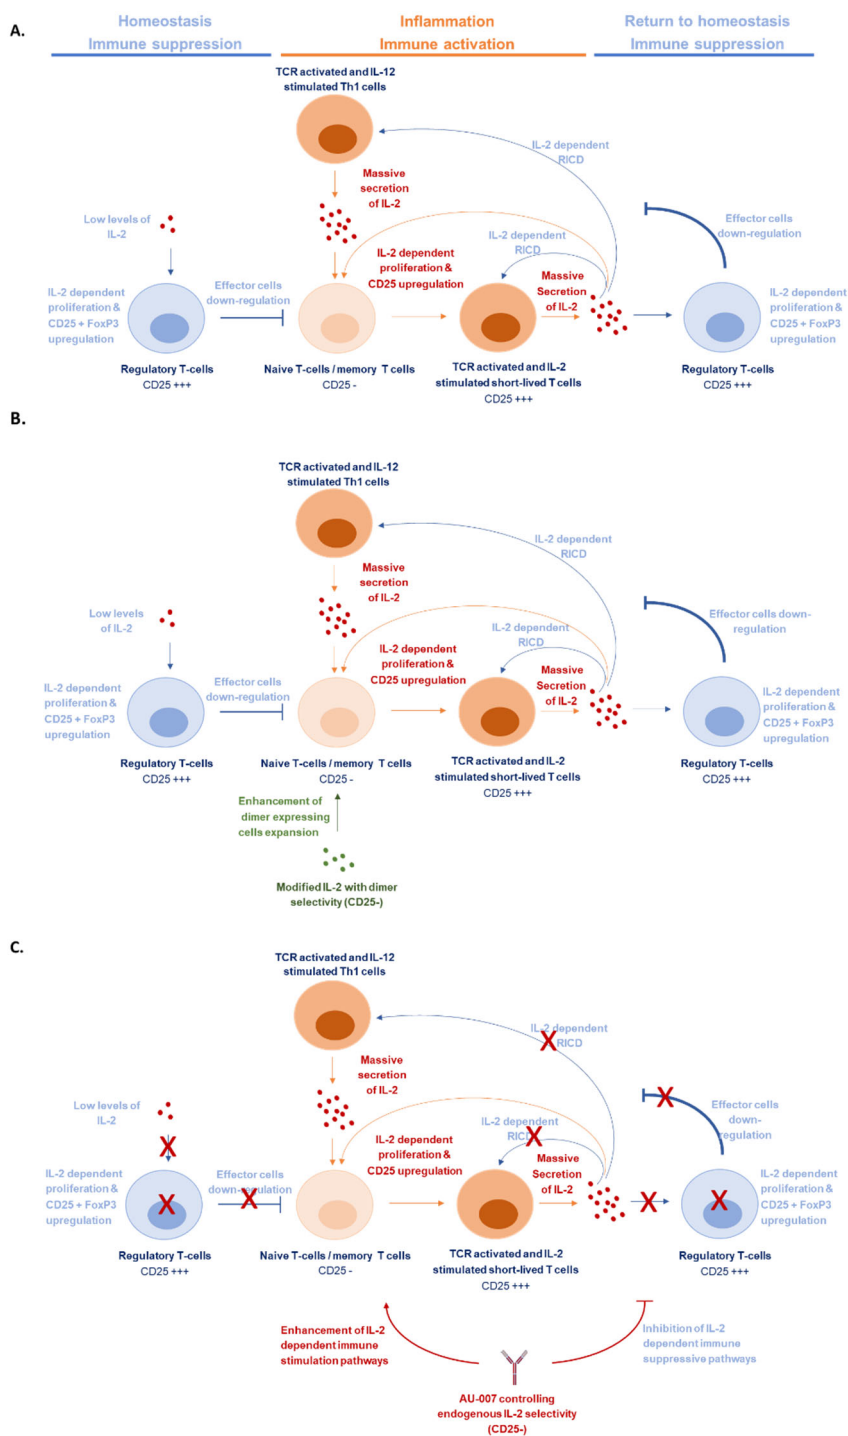 A.
Homeostasis
Immune suppression
Inflammation
Immune activation
Return to homeostasis
Immune suppression
TCR activated and IL-12
stimulated Th1 cells
IL-2 dependent
RICD
Massive
secretion
of IL-2
Low levels of
IL-2
IL-2 dependent
RICD
Effector cells
down-regulation
IL-2 dependent
proliferation &
CD25 upregulation
Massive
Secretion
of IL-2
IL-2 dependent
proliferation &
CD25 + FoxP3
upregulation
Effector cells
down-regulation
IL-2 dependent
proliferation &
CD25 + FoxP3
upregulation
Regulatory T-cells
CD25 +++
Naive T-cells / memory T cells
CD25 -
TCR activated and IL-2
stimulated short-lived T cells
CD25 +++
Regulatory T-cells
CD25 +++
B.
TCR activated and IL-12
stimulated Th1 cells
IL-2 dependent
RICD
Massive
secretion
of IL-2
Low levels
of IL-2
IL-2 dependent
RICD
Effector cells down-
regulation
IL-2 dependent
proliferation &
CD25 upregulation
Massive
Secretion
of IL-2
IL-2 dependent
proliferation &
CD25 + FoxP3
upregulation
Effector cells
down-regulation
IL-2 dependent
proliferation &
CD25 + FoxP3
upregulation
Regulatory T-cells
CD25 +++
Naive T-cells / memory T cells
CD25 -
TCR activated and IL-2
stimulated short-lived T cells
CD25 +++
Regulatory T-cells
CD25 +++
Enhancement of
dimer expressing
cells expansion
Modified IL-2 with dimer
selectivity (CD25-)
C.
TCR activated and IL-12
stimulated Th1 cells
IL-2 dependent
RICD
Massive
secretion
of IL-2
Low levels of
IL-2
IL-2 dependent
RICD
Effector cells
down-
regulation
IL-2 dependent
proliferation &
CD25 upregulation
Massive
Secretion
of IL-2
IL-2 dependent
proliferation &
CD25 + FoxP3
upregulation
Effector cells
down-regulation
IL-2 dependent
proliferation &
CD25 + FoxP3
upregulation
Regulatory T-cells
CD25 +++
Naive T-cells / memory T cells
CD25 -
TCR activated and IL-2
stimulated short-lived T cells
CD25 +++
Regulatory T-cells
CD25 +++
Enhancement of IL-2
dependent immune
stimulation pathways
Inhibition of IL-2
dependent immune
suppressive pathways
AU-007 controlling
endogenous IL-2 selectivity
(CD25-)